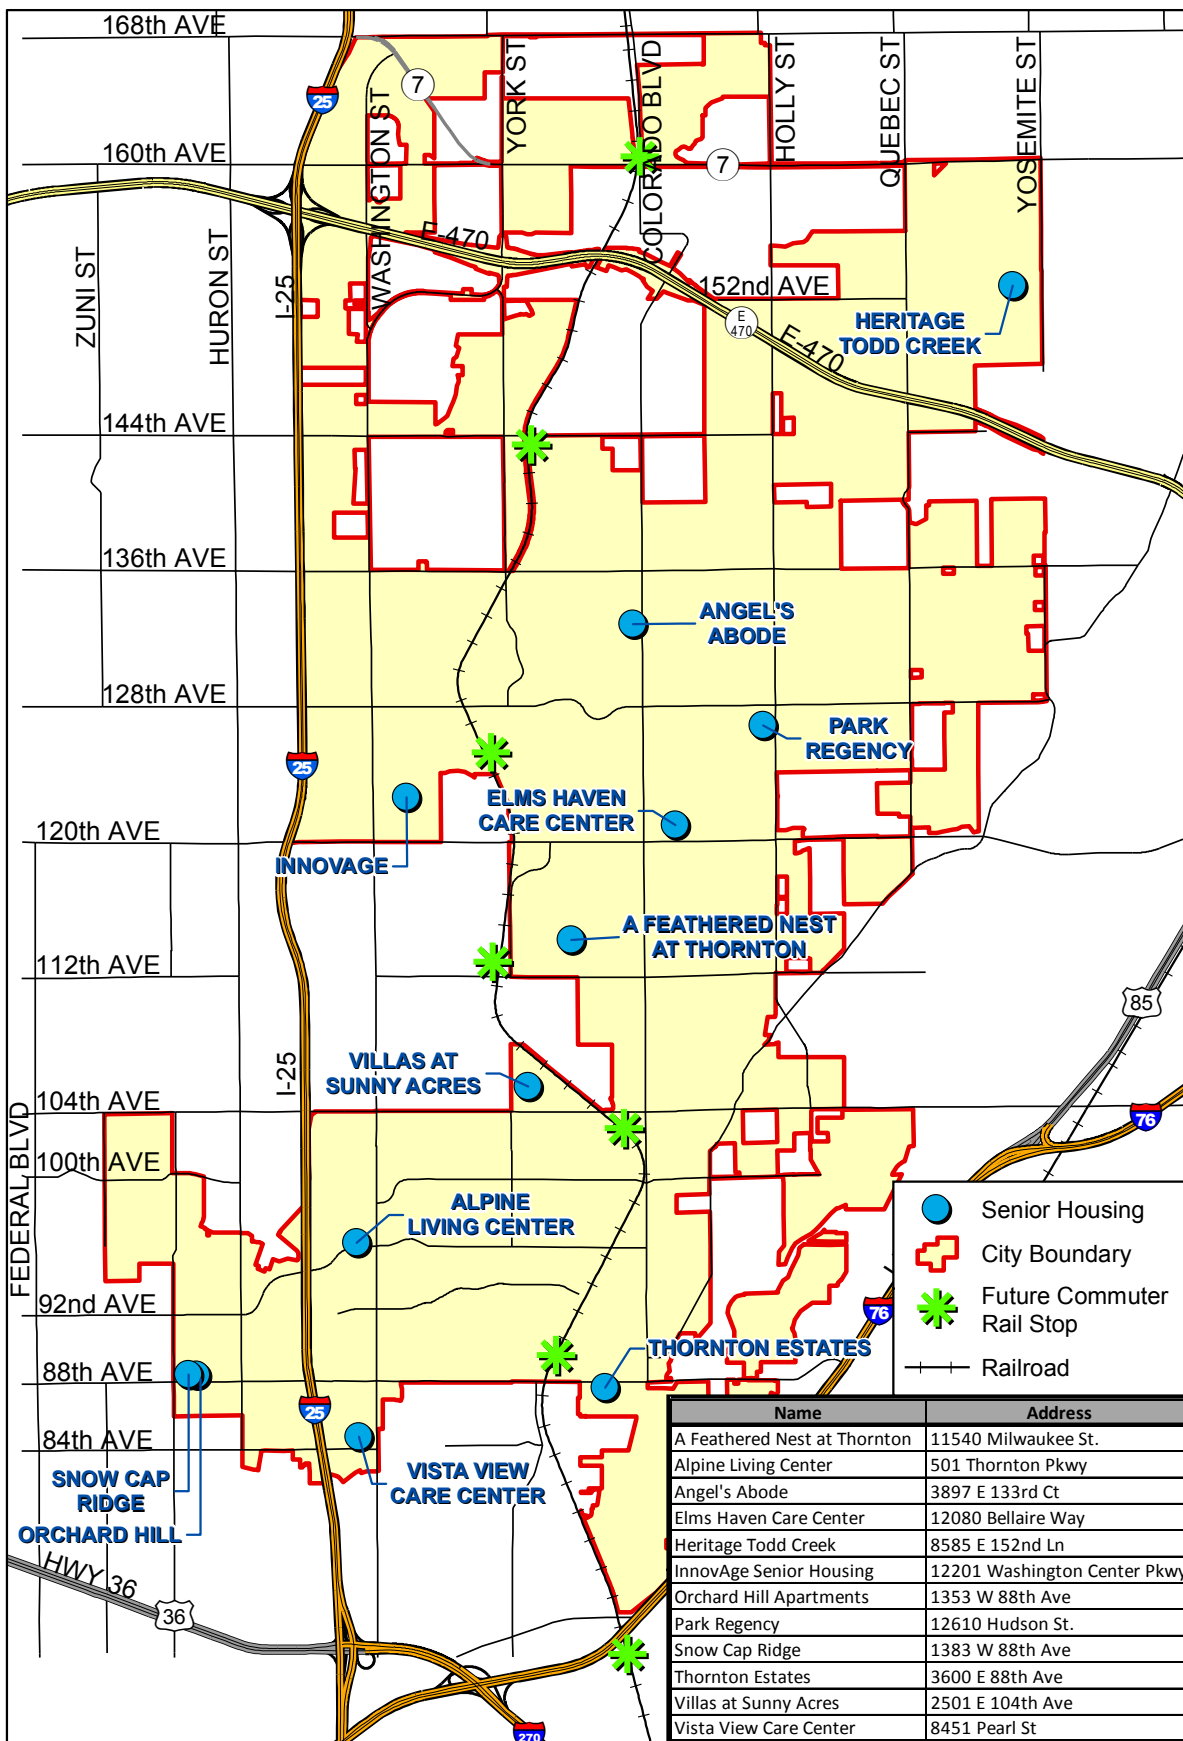 168th AVE
25
7
WASHINGTON ST
YORK ST
COLORADO BLVD
HOLLY ST
QUEBEC ST
YOSEMITE ST
160th AVE
7
E-470
ZUNI ST
HURON ST
I-25
152nd AVE
E
470
E-470
HERITAGE
TODD CREEK
144th AVE
136th AVE
ANGEL'S
ABODE
128th AVE
PARK
REGENCY
25
ELMS HAVEN
CARE CENTER
120th AVE
INNOVAGE
A FEATHERED NEST
AT THORNTON
112th AVE
85
I-25
VILLAS AT
SUNNY ACRES
104th AVE
76
FEDERAL BLVD
100th AVE
ALPINE
LIVING CENTER
92nd AVE
76
THORNTON ESTATES
88th AVE
25
84th AVE
SNOW CAP
RIDGE
ORCHARD HILL
VISTA VIEW
CARE CENTER
HWY 36
36
270
Senior Housing
City Boundary
Future Commuter
Rail Stop
Railroad
Name Address
A Feathered Nest at Thornton 11540 Milwaukee St.
Alpine Living Center 501 Thornton Pkwy
Angel's Abode 3897 E 133rd Ct
Elms Haven Care Center 12080 Bellaire Way
Heritage Todd Creek 8585 E 152nd Ln
InnovAge Senior Housing 12201 Washington Center Pkwy
Orchard Hill Apartments 1353 W 88th Ave
Park Regency 12610 Hudson St.
Snow Cap Ridge 1383 W 88th Ave
Thornton Estates 3600 E 88th Ave
Villas at Sunny Acres 2501 E 104th Ave
Vista View Care Center 8451 Pearl St